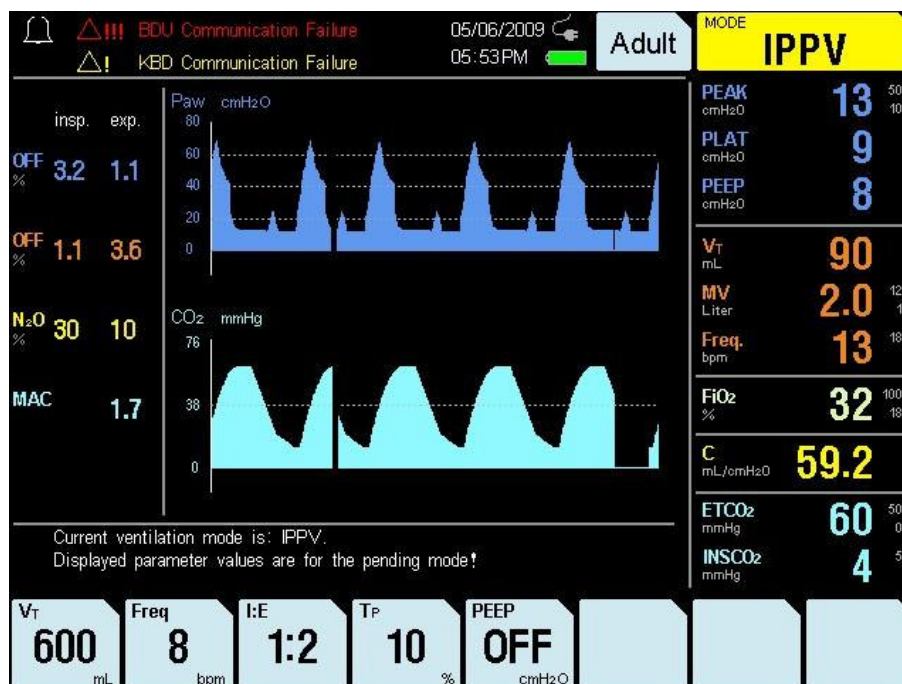 !!! BDU Communication Failure
! KBD Communication Failure
05/06/2009
05:53 PM
Adult
MODE
IPPV
insp. exp.
OFF % 3.2 1.1
OFF % 1.1 3.6
N₂O % 30 10
MAC 1.7
Paw cmH₂O
80
60
40
20
0
CO₂ mmHg
76
38
0
PEAK cmH₂O 13 50 10
PLAT cmH₂O 9
PEEP cmH₂O 8
VT mL 90
MV Liter 2.0 12 1
Freq. bpm 13 18
FiO₂ % 32 100 18
C mL/cmH₂O 59.2
ETCO₂ mmHg 60 50 0
INSCO₂ mmHg 4 5
Current ventilation mode is: IPPV.
Displayed parameter values are for the pending mode!
VT 600 mL
Freq 8 bpm
I:E 1:2
TP 10 %
PEEP OFF cmH₂O